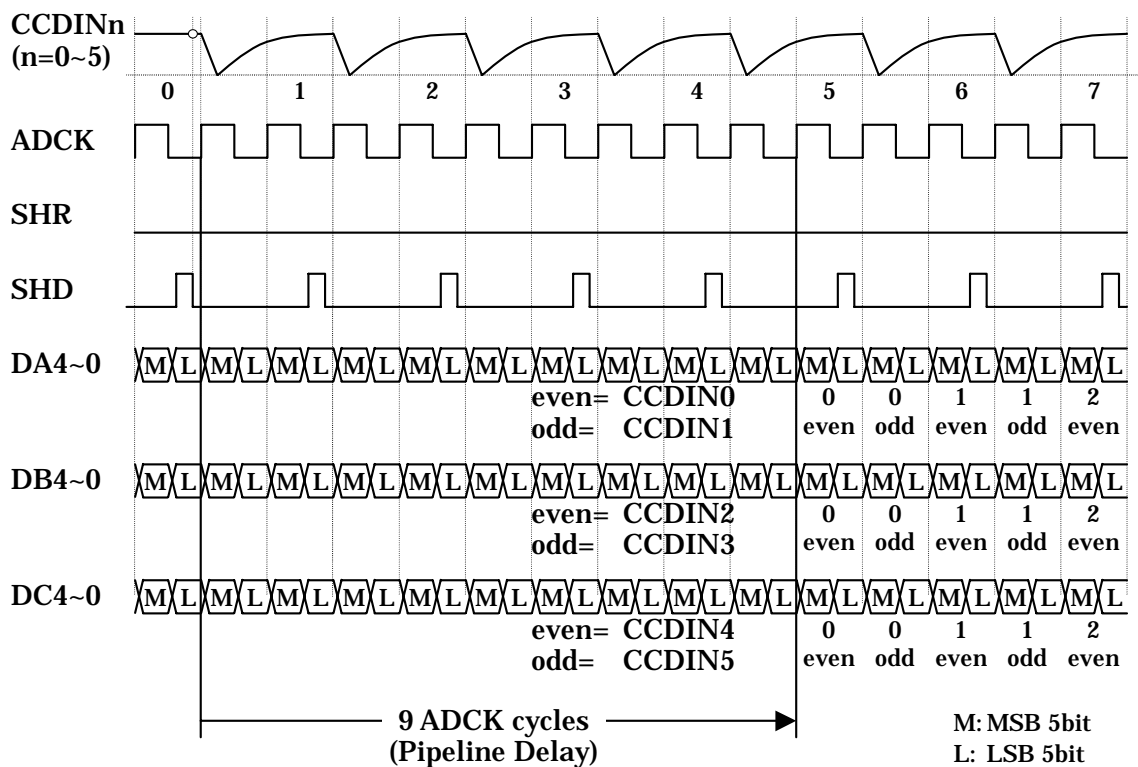 CCDINn
(n=0~5)
0 1 2 3 4 5 6 7
ADCK
SHR
SHD
DA4~0 M L M L M L M L M L M L M L M L M L M L M L M L M L M L M L
even= CCDIN0 0 0 1 1 2
odd= CCDIN1 even odd even odd even
DB4~0 M L M L M L M L M L M L M L M L M L M L M L M L M L M L M L
even= CCDIN2 0 0 1 1 2
odd= CCDIN3 even odd even odd even
DC4~0 M L M L M L M L M L M L M L M L M L M L M L M L M L M L M L
even= CCDIN4 0 0 1 1 2
odd= CCDIN5 even odd even odd even
9 ADCK cycles
(Pipeline Delay)
M: MSB 5bit
L: LSB 5bit